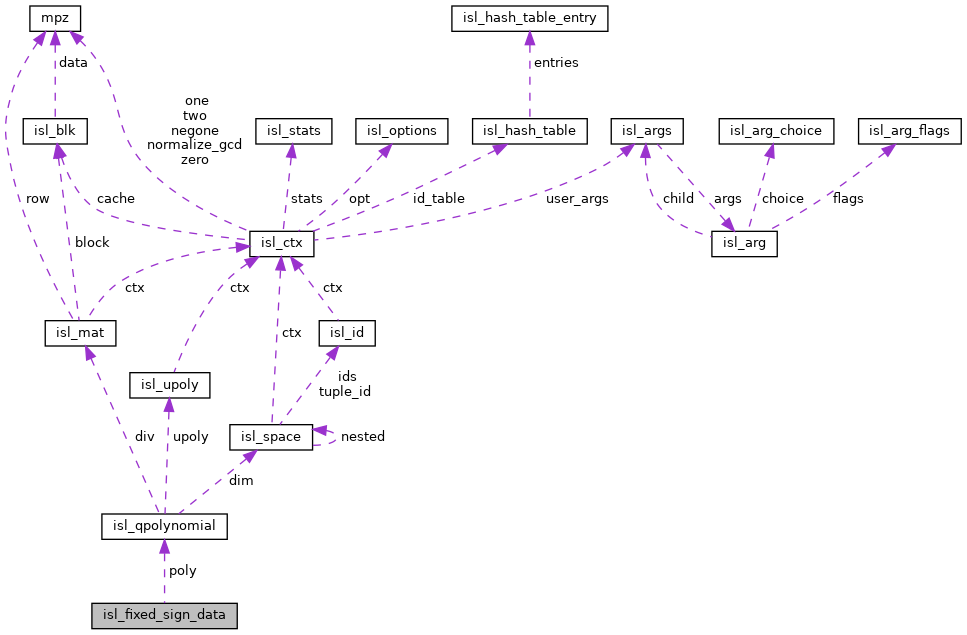 mpz
isl_hash_table_entry
data
entries
one
two
negone
normalize_gcd
zero
isl_blk
isl_stats
isl_options
isl_hash_table
isl_args
isl_arg_choice
isl_arg_flags
row
cache
stats
opt
id_table
user_args
child
args
choice
flags
block
isl_ctx
isl_arg
ctx
ctx
ctx
isl_mat
ctx
isl_id
isl_upoly
ids
tuple_id
div
upoly
isl_space
nested
dim
isl_qpolynomial
poly
isl_fixed_sign_data